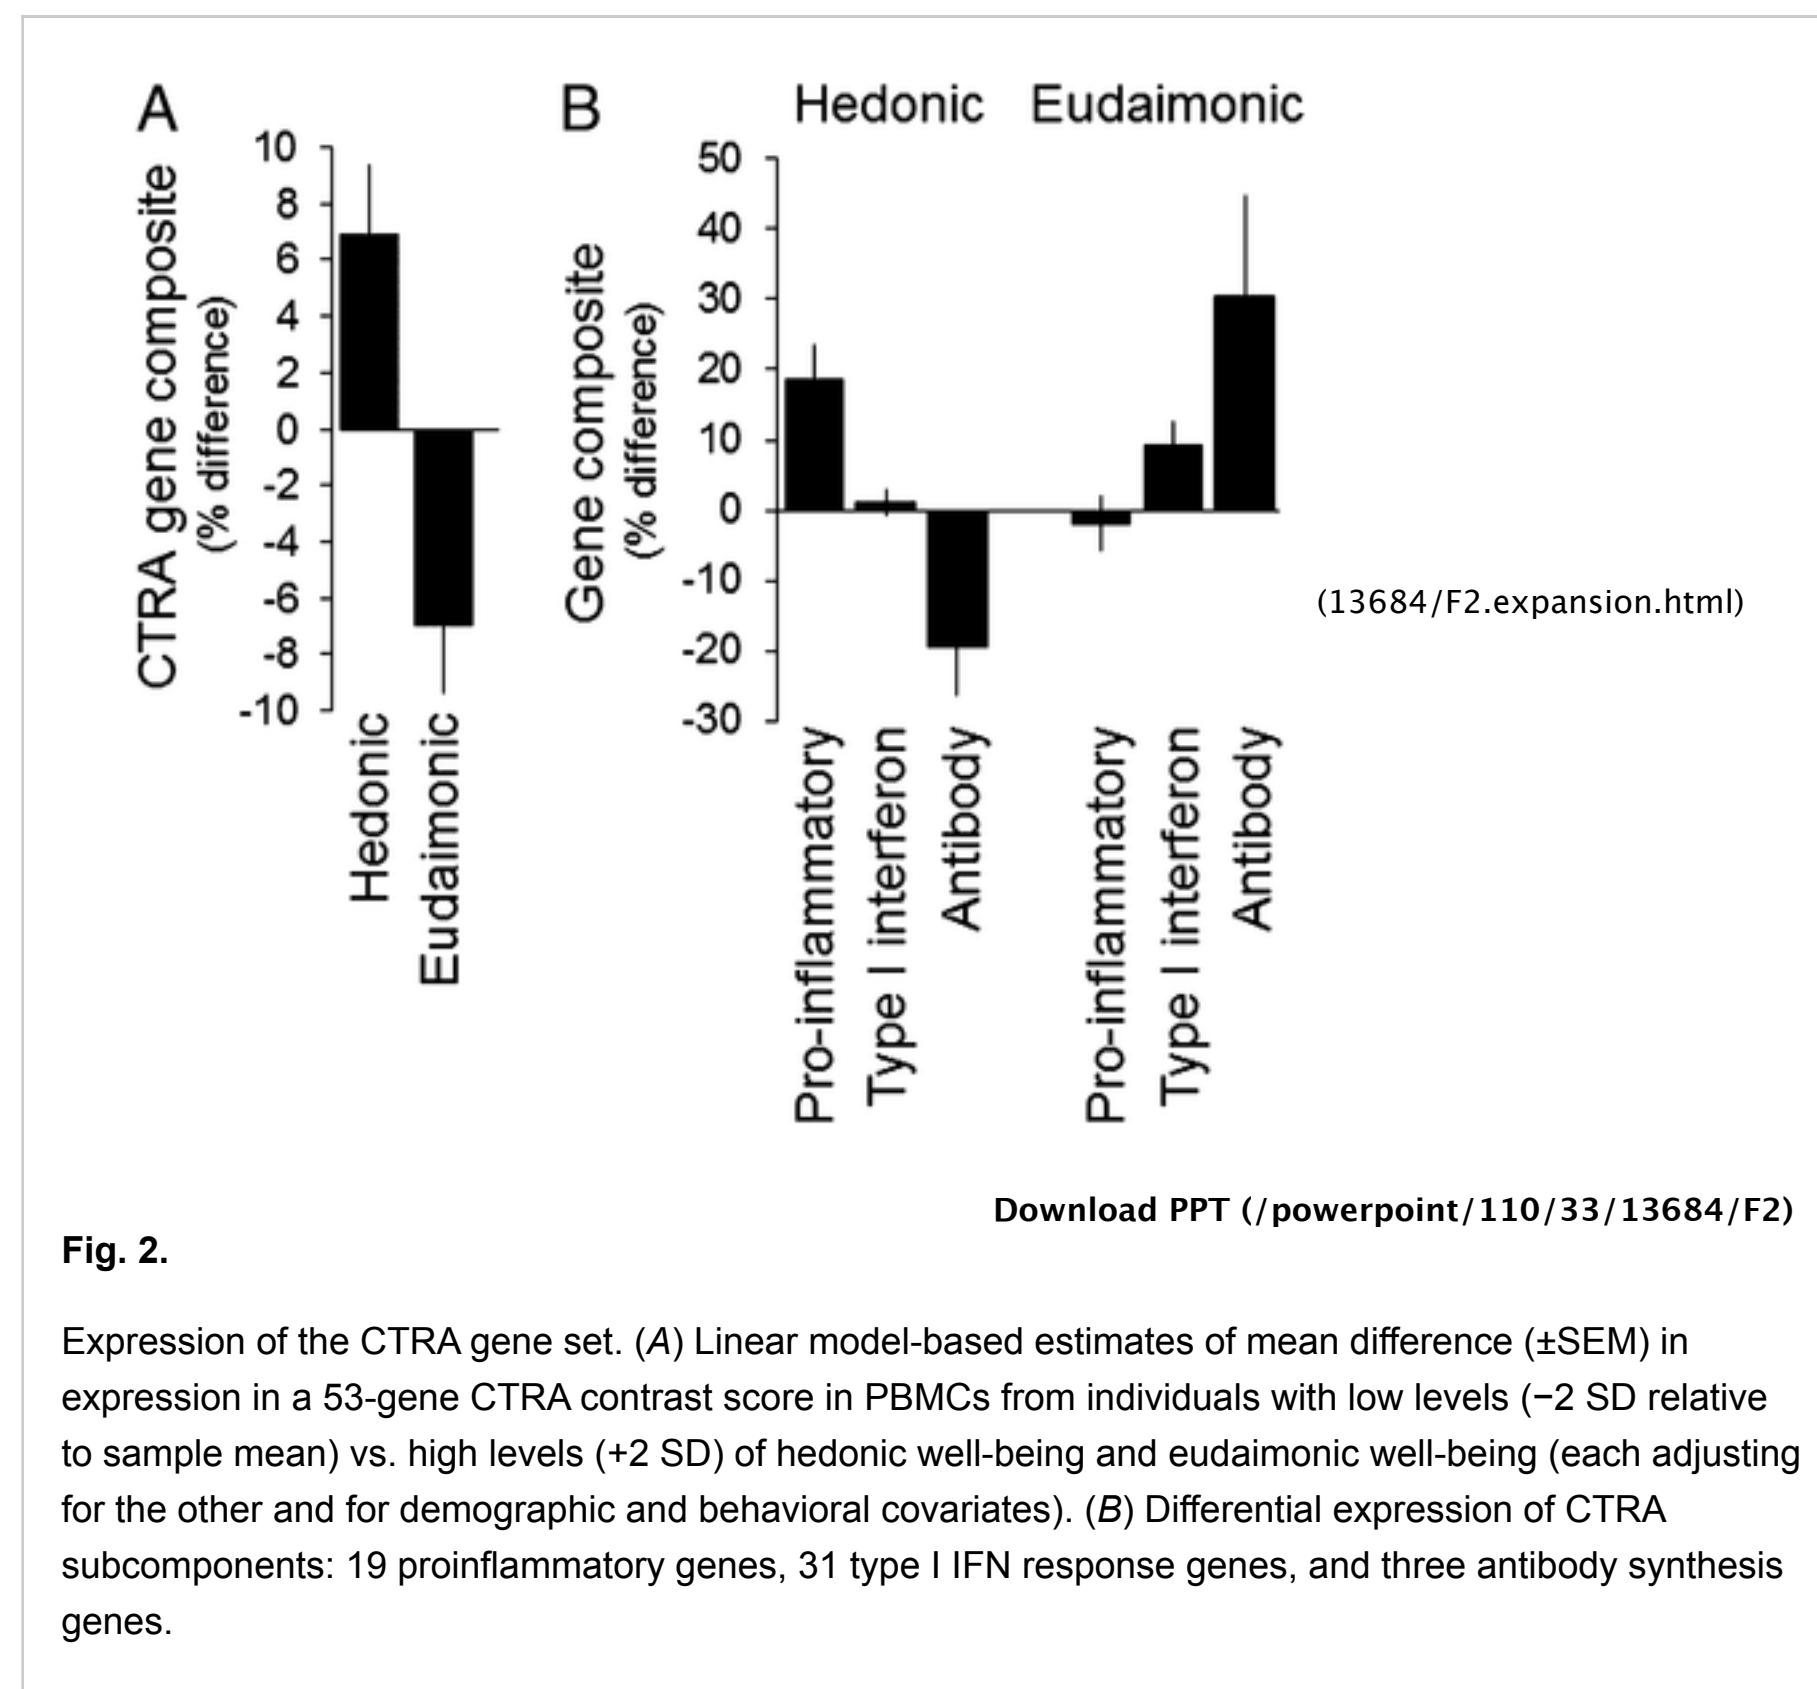 A
CTRA gene composite
(% difference)
10
8
6
4
2
0
-2
-4
-6
-8
-10
Hedonic
Eudaimonic
B
Hedonic Eudaimonic
Gene composite
(% difference)
50
40
30
20
10
0
-10
-20
-30
Pro-inflammatory
Type I interferon
Antibody
Pro-inflammatory
Type I interferon
Antibody
(13684/F2.expansion.html)
Download PPT (/powerpoint/110/33/13684/F2)
Fig. 2.
Expression of the CTRA gene set. (A) Linear model-based estimates of mean difference (±SEM) in
expression in a 53-gene CTRA contrast score in PBMCs from individuals with low levels (−2 SD relative
to sample mean) vs. high levels (+2 SD) of hedonic well-being and eudaimonic well-being (each adjusting
for the other and for demographic and behavioral covariates). (B) Differential expression of CTRA
subcomponents: 19 proinflammatory genes, 31 type I IFN response genes, and three antibody synthesis
genes.